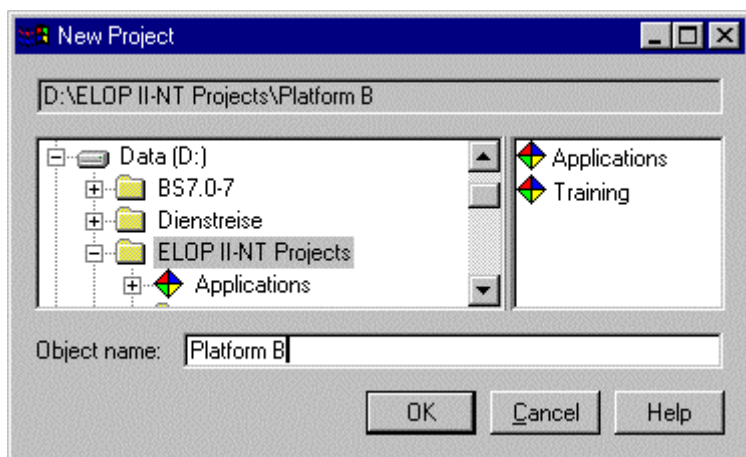 New Project
D:\ELOP II-NT Projects\Platform B
Data (D:)
BS7.0-7
Dienstreise
ELOP II-NT Projects
Applications
Applications
Training
Object name: Platform B
OK Cancel Help